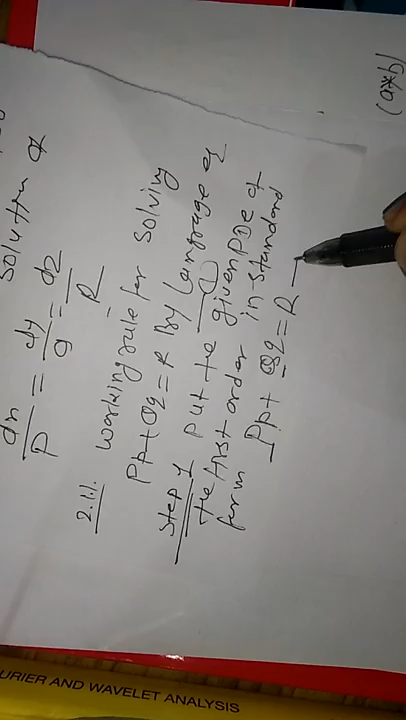 solution of
dx/P = dy/Q = dz/R
2.1.1. Working rule for solving
Pp + Qq = R By Langrage of
Step 1 put the given PDE of
the first order in standard
form Pp + Qq = R —
(1)
(a*b)
URIER AND WAVELET ANALYSIS